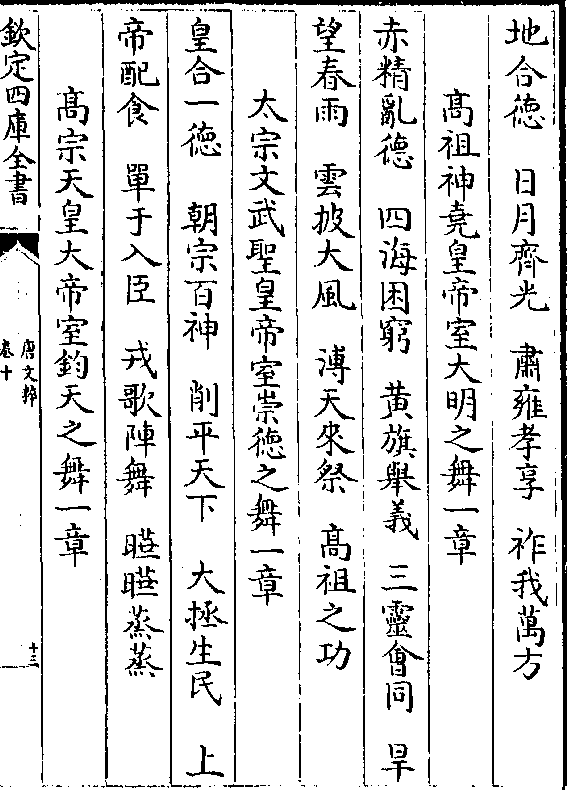 地合德　日月齊光　肅雍孝享　祚我萬方
高祖神堯皇帝室大明之舞一章
赤精亂德　四海困窮　黄旗舉義　三靈會同　旱
望春雨　雲披大風　溥天來祭　高祖之功
太宗文武聖皇帝室崇德之舞一章
皇合一德　朝宗百神　削平天下　大拯生民　上
帝配食　單于入臣　戎歌陣舞　曣曣蒸蒸
高宗天皇大帝室鈞天之舞一章
欽定四庫全書
唐文粹
卷十
十三